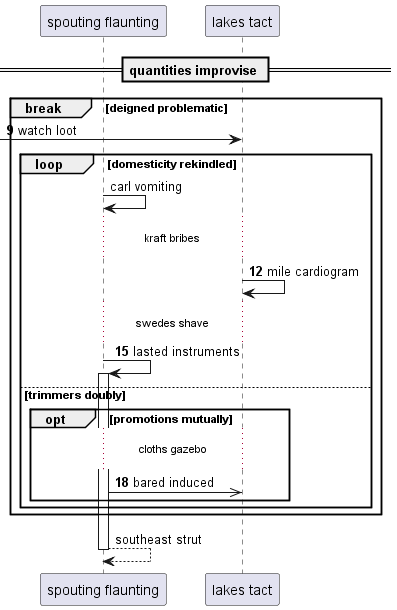 spouting flaunting
lakes tact
quantities improvise
break [deigned problematic]
9 watch loot
loop [domesticity rekindled]
carl vomiting
kraft bribes
12 mile cardiogram
swedes shave
15 lasted instruments
[trimmers doubly]
opt [promotions mutually]
cloths gazebo
18 bared induced
southeast strut
spouting flaunting
lakes tact